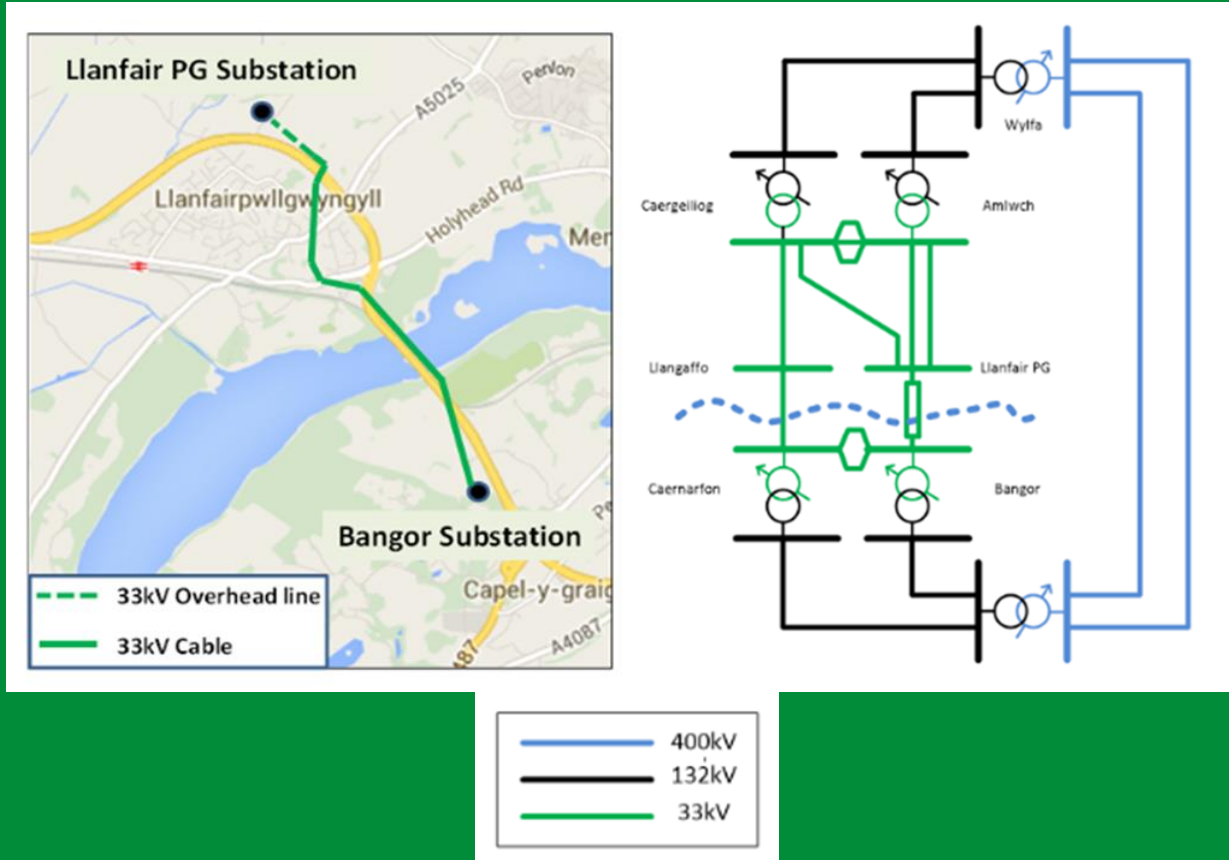 Llanfair PG Substation
Penlon
A5025
Llanfairpwllgwyngyll
Holyhead Rd
Mer
Bangor Substation
Capel-y-graig
A4087
487
33kV Overhead line
33kV Cable
Wylfa
Caergeiliog
Amlwch
Llangaffo
Llanfair PG
Caernarfon
Bangor
400kV
132kV
33kV